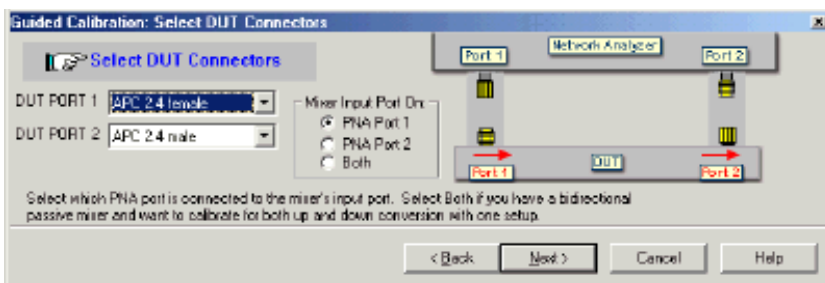 Guided Calibration: Select DUT Connectors
Select DUT Connectors
DUT PORT 1 APC 2.4 female
DUT PORT 2 APC 2.4 male
Mixer Input Port On:
PNA Port 1
PNA Port 2
Both
Network Analyzer
Port 1
Port 2
DUT
Port 1
Port 2
Select which PNA port is connected to the mixer's input port. Select Both if you have a bidirectional
passive mixer and want to calibrate for both up and down conversion with one setup.
< Back
Next >
Cancel
Help